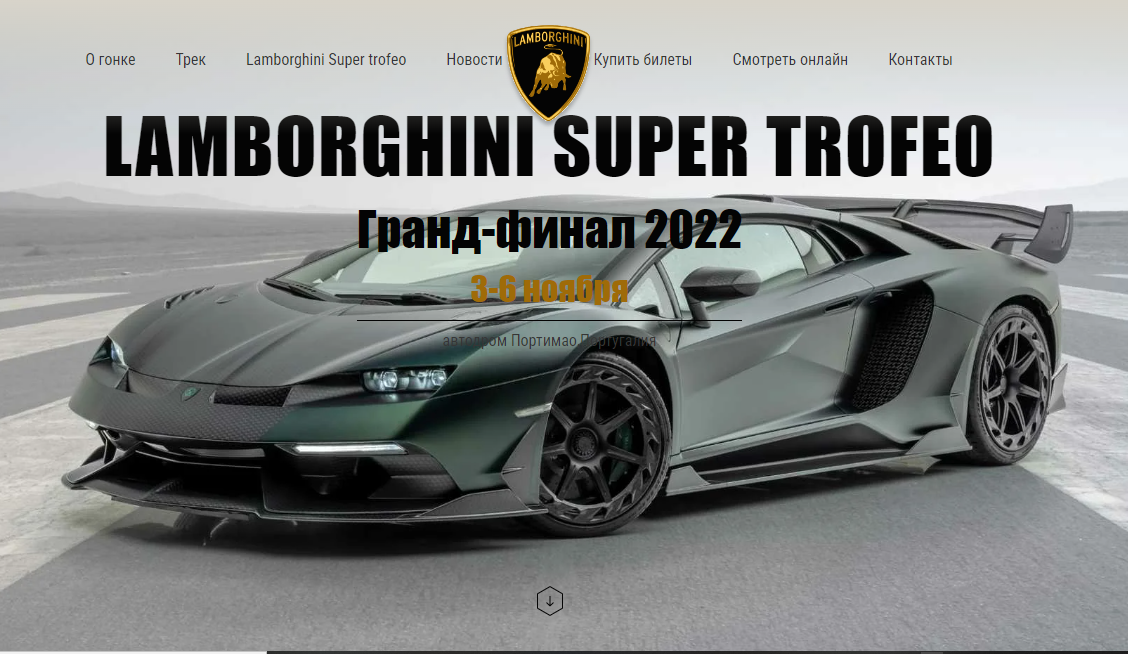 О гонке Трек Lamborghini Super trofeo Новости LAMBORGHINI Купить билеты Смотреть онлайн Контакты
LAMBORGHINI SUPER TROFEO
Гранд-финал 2022
3-6 ноября
автодром Портимао Португалия